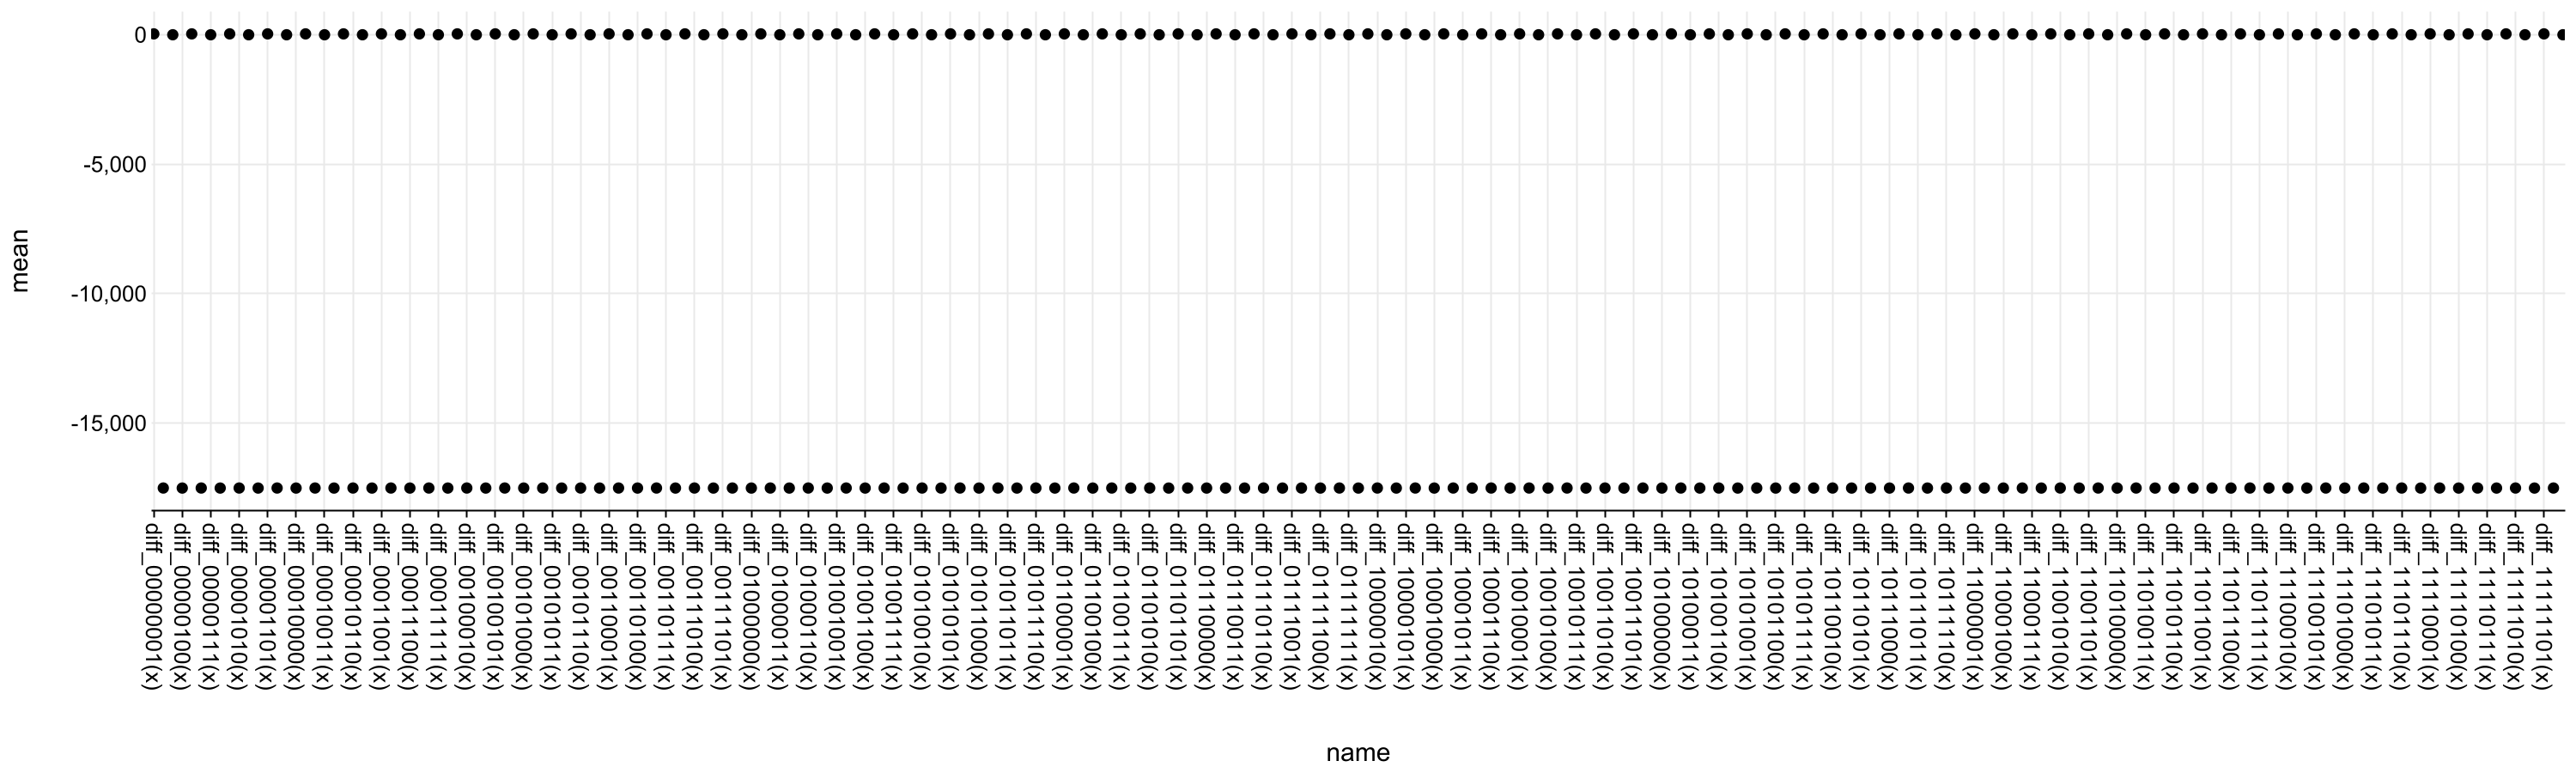 0
-5,000
-10,000
-15,000
mean
diff_00000001(x)
diff_00000100(x)
diff_00000111(x)
diff_00001010(x)
diff_00001101(x)
diff_00010000(x)
diff_00010011(x)
diff_00010110(x)
diff_00011001(x)
diff_00011100(x)
diff_00011111(x)
diff_00100010(x)
diff_00100101(x)
diff_00101000(x)
diff_00101011(x)
diff_00101110(x)
diff_00110001(x)
diff_00110100(x)
diff_00110111(x)
diff_00111010(x)
diff_00111101(x)
diff_01000000(x)
diff_01000011(x)
diff_01000110(x)
diff_01001001(x)
diff_01001100(x)
diff_01001111(x)
diff_01010010(x)
diff_01010101(x)
diff_01011000(x)
diff_01011011(x)
diff_01011110(x)
diff_01100001(x)
diff_01100100(x)
diff_01100111(x)
diff_01101010(x)
diff_01101101(x)
diff_01110000(x)
diff_01110011(x)
diff_01110110(x)
diff_01111001(x)
diff_01111100(x)
diff_01111111(x)
diff_10000010(x)
diff_10000101(x)
diff_10001000(x)
diff_10001011(x)
diff_10001110(x)
diff_10010001(x)
diff_10010100(x)
diff_10010111(x)
diff_10011010(x)
diff_10011101(x)
diff_10100000(x)
diff_10100011(x)
diff_10100110(x)
diff_10101001(x)
diff_10101100(x)
diff_10101111(x)
diff_10110010(x)
diff_10110101(x)
diff_10111000(x)
diff_10111011(x)
diff_10111110(x)
diff_11000001(x)
diff_11000100(x)
diff_11000111(x)
diff_11001010(x)
diff_11001101(x)
diff_11010000(x)
diff_11010011(x)
diff_11010110(x)
diff_11011001(x)
diff_11011100(x)
diff_11011111(x)
diff_11100010(x)
diff_11100101(x)
diff_11101000(x)
diff_11101011(x)
diff_11101110(x)
diff_11110001(x)
diff_11110100(x)
diff_11110111(x)
diff_11111010(x)
diff_11111101(x)
name